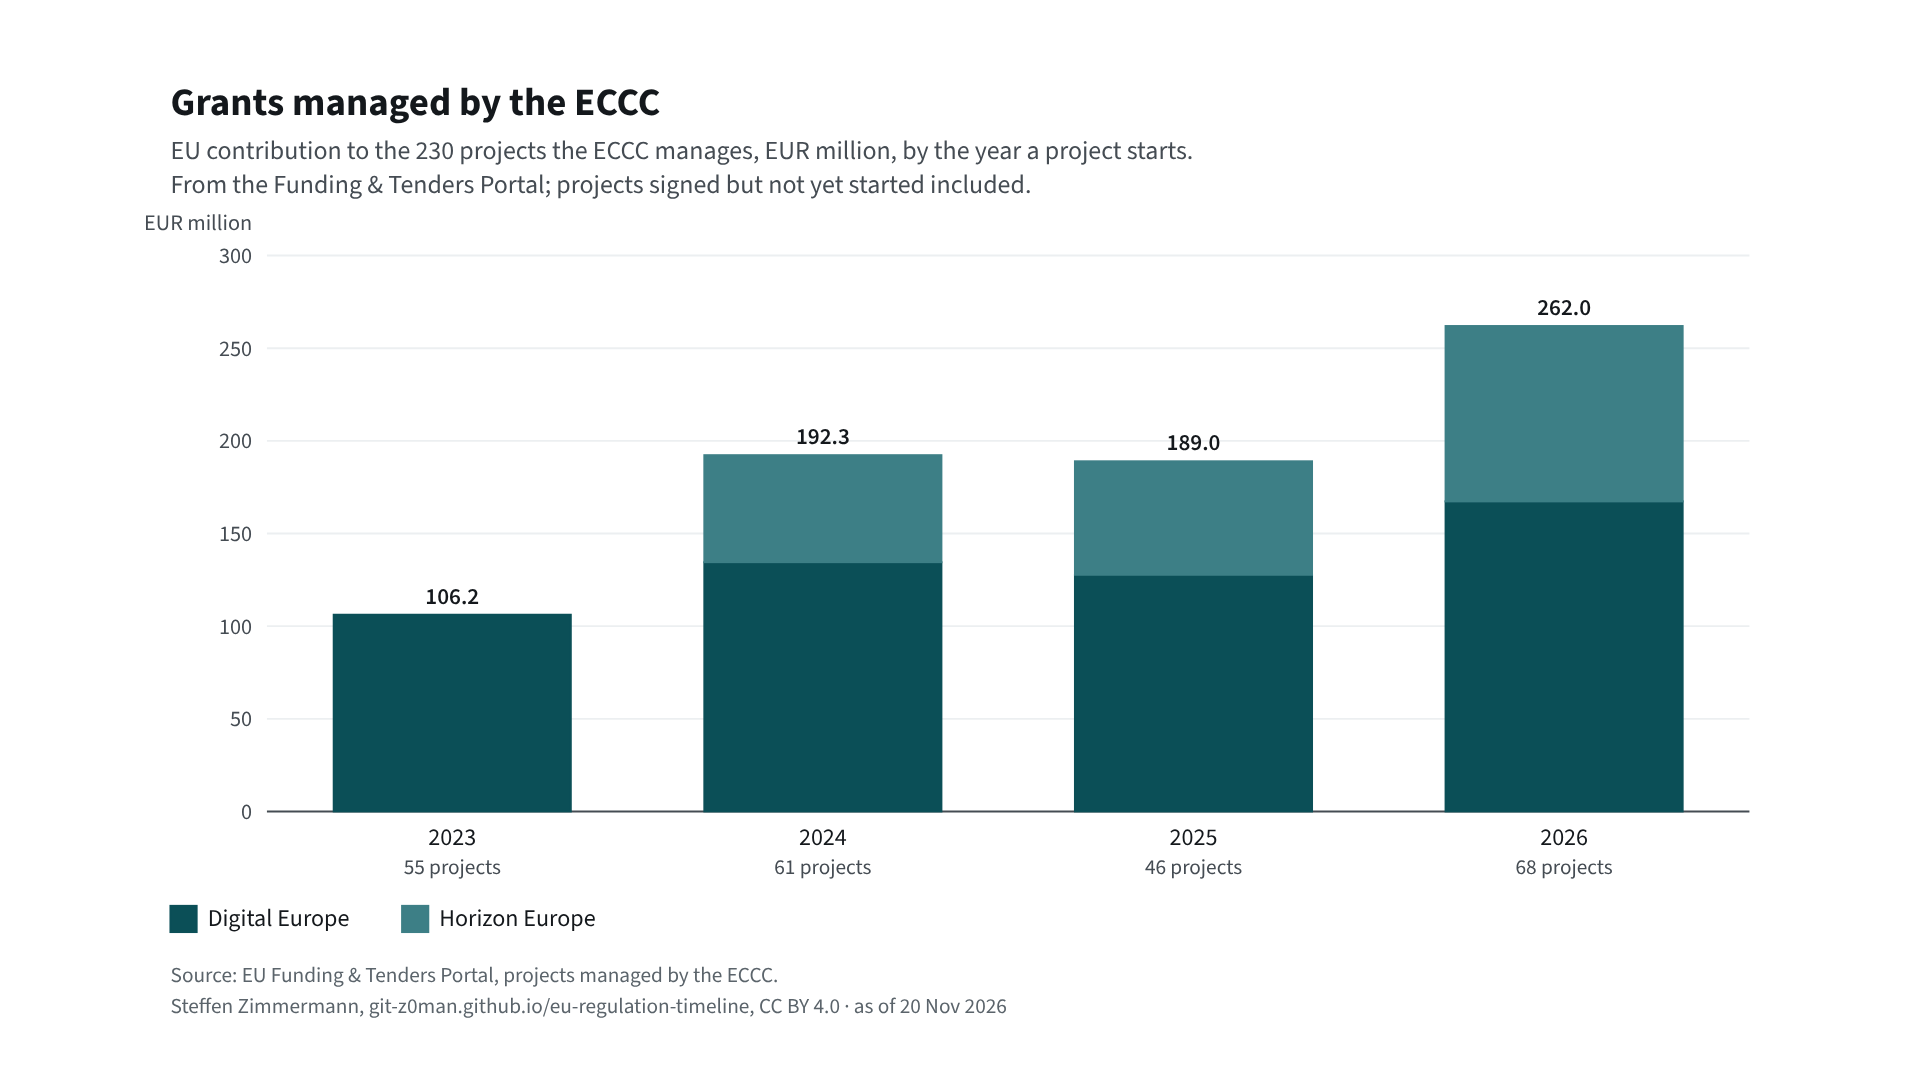 Grants managed by the ECCC
EU contribution to the 230 projects the ECCC manages, EUR million, by the year a project starts.
From the Funding & Tenders Portal; projects signed but not yet started included.
EUR million
300
250
200
150
100
50
0
106.2
192.3
189.0
262.0
2023
2024
2025
2026
55 projects
61 projects
46 projects
68 projects
Digital Europe
Horizon Europe
Source: EU Funding & Tenders Portal, projects managed by the ECCC.
Steffen Zimmermann, git-z0man.github.io/eu-regulation-timeline, CC BY 4.0 · as of 20 Nov 2026